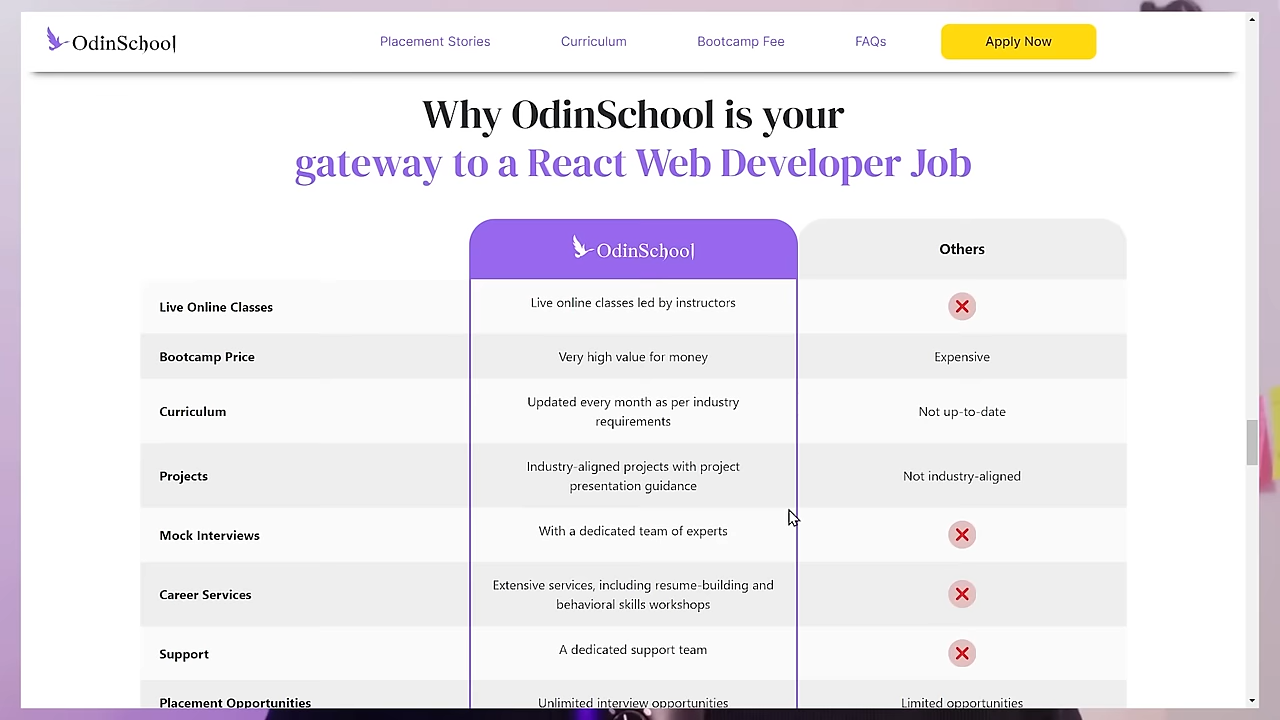 OdinSchool
Placement Stories
Curriculum
Bootcamp Fee
FAQs
Apply Now
Why OdinSchool is your
gateway to a React Web Developer Job
OdinSchool
Others
Live Online Classes
Live online classes led by instructors
Bootcamp Price
Very high value for money
Expensive
Curriculum
Updated every month as per industry
requirements
Not up-to-date
Projects
Industry-aligned projects with project
presentation guidance
Not industry-aligned
Mock Interviews
With a dedicated team of experts
Career Services
Extensive services, including resume-building and
behavioral skills workshops
Support
A dedicated support team
Placement Opportunities
Unlimited interview opportunities
Limited opportunities